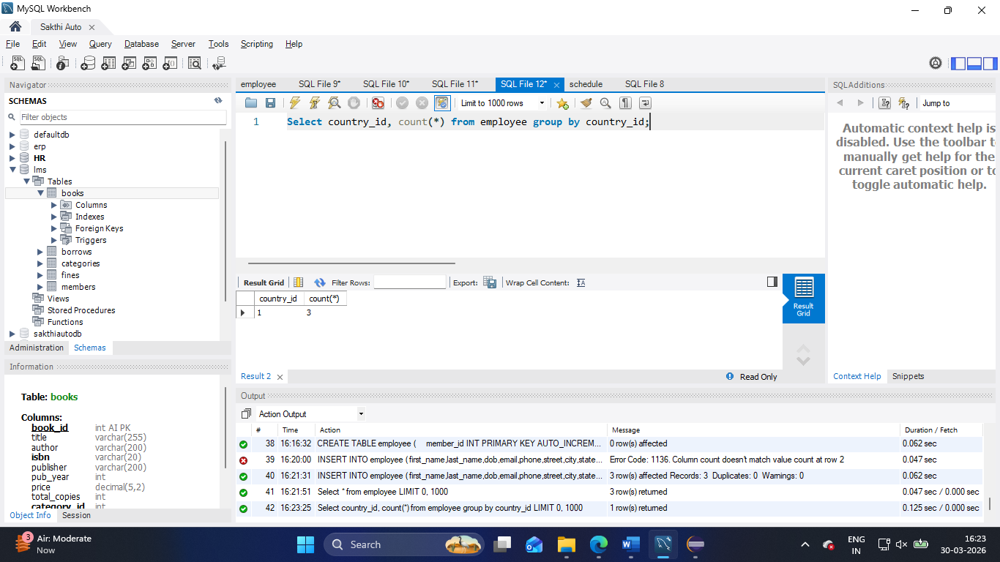 MySQL Workbench
Sakthi Auto
File Edit View Query Database Server Tools Scripting Help
Navigator
SCHEMAS
Filter objects
defaultdb
erp
HR
lms
Tables
books
Columns
Indexes
Foreign Keys
Triggers
borrows
categories
fines
members
Views
Stored Procedures
Functions
sakthiautodb
Administration Schemas
Information
Table: books
Columns:
book_id int AI PK
title varchar(255)
author varchar(200)
isbn varchar(20)
publisher varchar(200)
pub_year int
price decimal(5,2)
total_copies int
category_id int
Object Info Session
employee SQL File 9* SQL File 10* SQL File 11* SQL File 12* schedule SQL File 8
Limit to 1000 rows
1 Select country_id, count(*) from employee group by country_id;
Result Grid Filter Rows: Export: Wrap Cell Content:
country_id count(*)
1 3
Result
Grid
Result 2 Read Only
SQLAdditions
Jump to
Automatic context help is
disabled. Use the toolbar t
manually get help for the
current caret position or to
toggle automatic help.
Context Help Snippets
Output
Action Output
# Time Action Message Duration / Fetch
38 16:16:32 CREATE TABLE employee ( member_id INT PRIMARY KEY AUTO_INCREM... 0 row(s) affected 0.062 sec
39 16:20:00 INSERT INTO employee (first_name,last_name,dob,email,phone,street,city,state... Error Code: 1136. Column count doesn't match value count at row 2 0.047 sec
40 16:21:31 INSERT INTO employee (first_name,last_name,dob,email,phone,street,city,state... 3 row(s) affected Records: 3 Duplicates: 0 Warnings: 0 0.062 sec
41 16:21:51 Select * from employee LIMIT 0, 1000 3 row(s) returned 0.047 sec / 0.000 sec
42 16:23:25 Select country_id, count(*) from employee group by country_id LIMIT 0, 1000 1 row(s) returned 0.125 sec / 0.000 sec
3
Air: Moderate
Now
Search
ENG
IN
16:23
30-03-2026